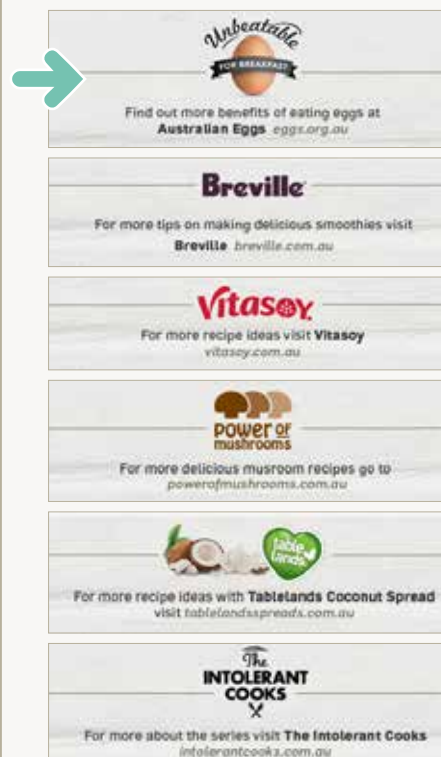 Unbeatable
FOR BREAKFAST
Find out more benefits of eating eggs at
Australian Eggs eggs.org.au
Breville
For more tips on making delicious smoothies visit
Breville breville.com.au
Vitasoy
For more recipe ideas visit Vitasoy
vitasoy.com.au
POWER OF
mushrooms
For more delicious musroom recipes go to
powerofmushrooms.com.au
table
lands
For more recipe ideas with Tablelands Coconut Spread
visit tablelandsspreads.com.au
The
INTOLERANT
COOKS
For more about the series visit The Intolerant Cooks
intolerantcooks.com.au